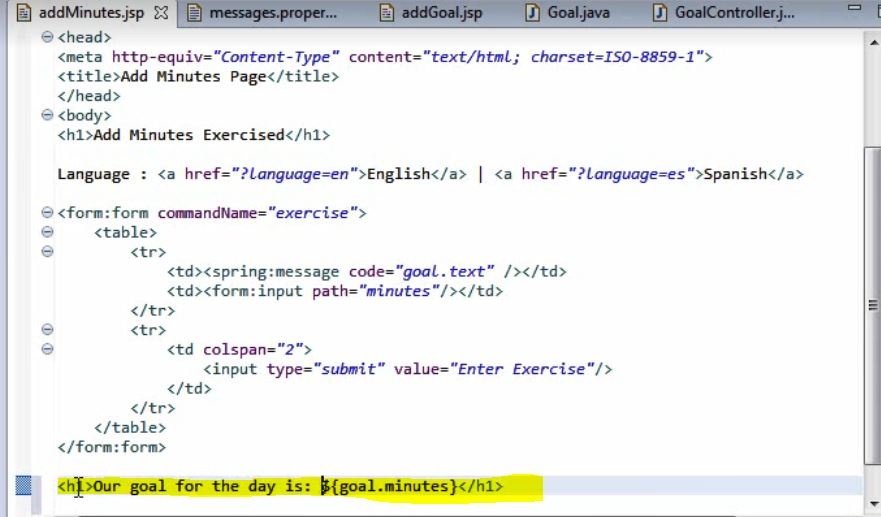 addMinutes.jsp messages.proper... addGoal.jsp Goal.java GoalController.j...
<head>
<meta http-equiv="Content-Type" content="text/html; charset=ISO-8859-1">
<title>Add Minutes Page</title>
</head>
<body>
<h1>Add Minutes Exercised</h1>
Language : <a href="?language=en">English</a> | <a href="?language=es">Spanish</a>
<form:form commandName="exercise">
<table>
<tr>
<td><spring:message code="goal.text" /></td>
<td><form:input path="minutes"/></td>
</tr>
<tr>
<td colspan="2">
<input type="submit" value="Enter Exercise"/>
</td>
</tr>
</table>
</form:form>
<h1>Our goal for the day is: ${goal.minutes}</h1>